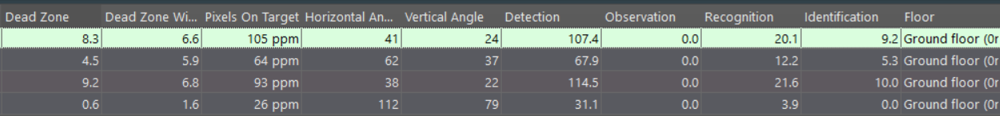 Dead Zone Dead Zone Wi... Pixels On Target Horizontal An... Vertical Angle Detection Observation Recognition Identification Floor
8.3 6.6 105 ppm 41 24 107.4 0.0 20.1 9.2 Ground floor (0r
4.5 5.9 64 ppm 62 37 67.9 0.0 12.2 5.3 Ground floor (0r
9.2 6.8 93 ppm 38 22 114.5 0.0 21.6 10.0 Ground floor (0r
0.6 1.6 26 ppm 112 79 31.1 0.0 3.9 0.0 Ground floor (0r